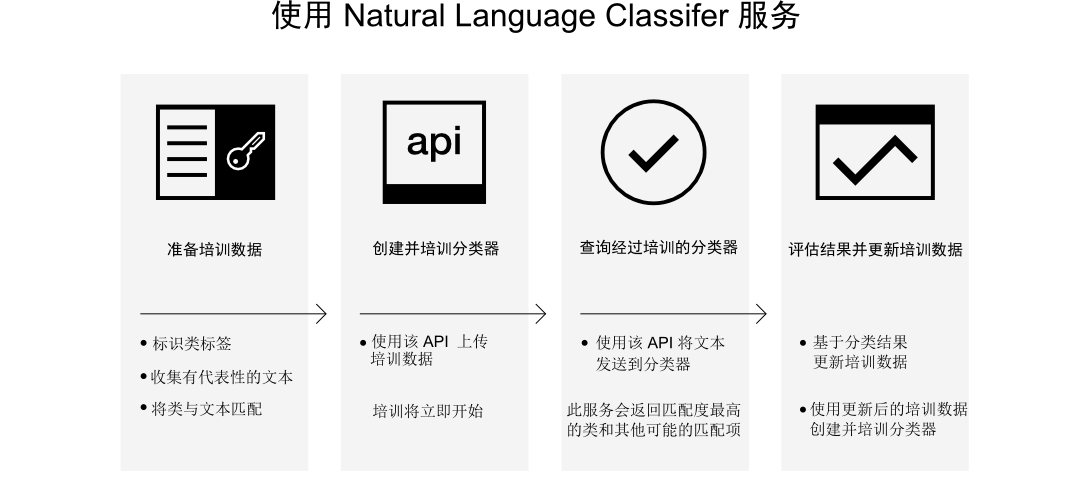 使用 Natural Language Classifer 服务
api
准备培训数据
• 标识类标签
• 收集有代表性的文本
• 将类与文本匹配
创建并培训分类器
• 使用该 API 上传
培训数据
培训将立即开始
查询经过培训的分类器
• 使用该 API 将文本
发送到分类器
此服务会返回匹配度最高
的类和其他可能的匹配项
评估结果并更新培训数据
• 基于分类结果
更新培训数据
• 使用更新后的培训数据
创建并培训分类器